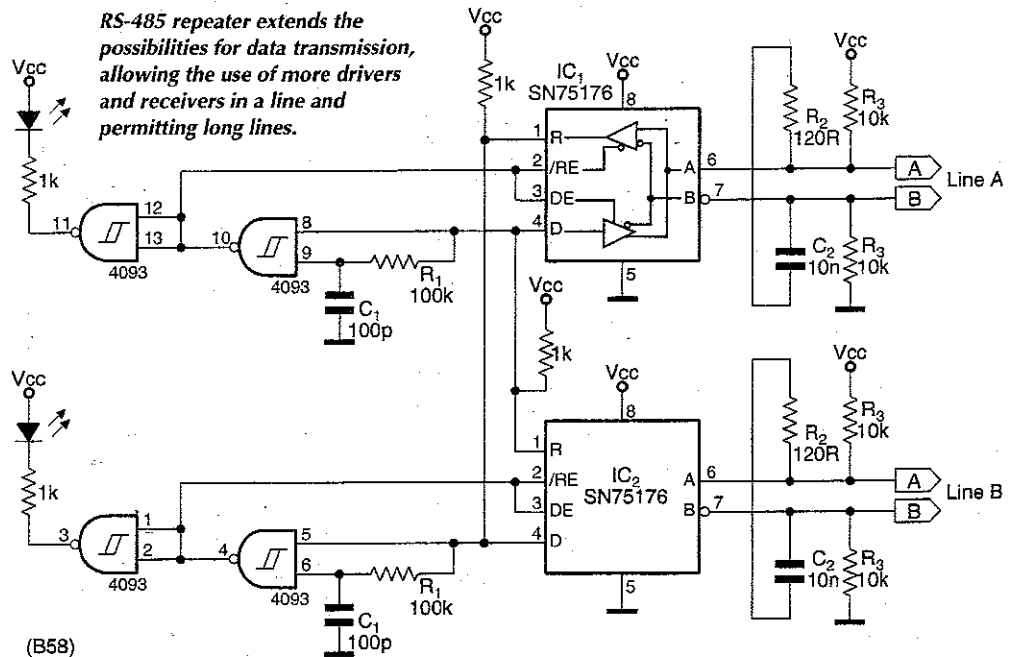 RS-485 repeater extends the
possibilities for data transmission,
allowing the use of more drivers
and receivers in a line and
permitting long lines.
Vcc
1k
11
12
13
4093
10
8
9
4093
R1
100k
C1
100p
Vcc
1k
IC1
SN75176
Vcc
8
1
R
2
/RE
3
DE
4
D
A
6
B
7
5
R2
120R
Vcc
R3
10k
C2
10n
R3
10k
A
B
Line A
Vcc
1k
Vcc
1k
3
1
2
4093
4
5
6
4093
R1
100k
C1
100p
Vcc
8
1
R
2
/RE
3
DE
4
D
IC2
SN75176
A
6
B
7
5
R2
120R
Vcc
R3
10k
C2
10n
R3
10k
A
B
Line B
(B58)